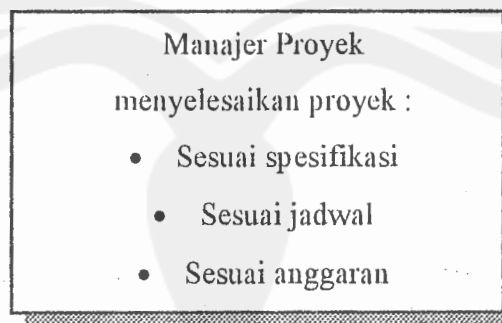 Manajer Proyek
menyelesaikan proyek :
• Sesuai spesifikasi
• Sesuai jadwal
• Sesuai anggaran